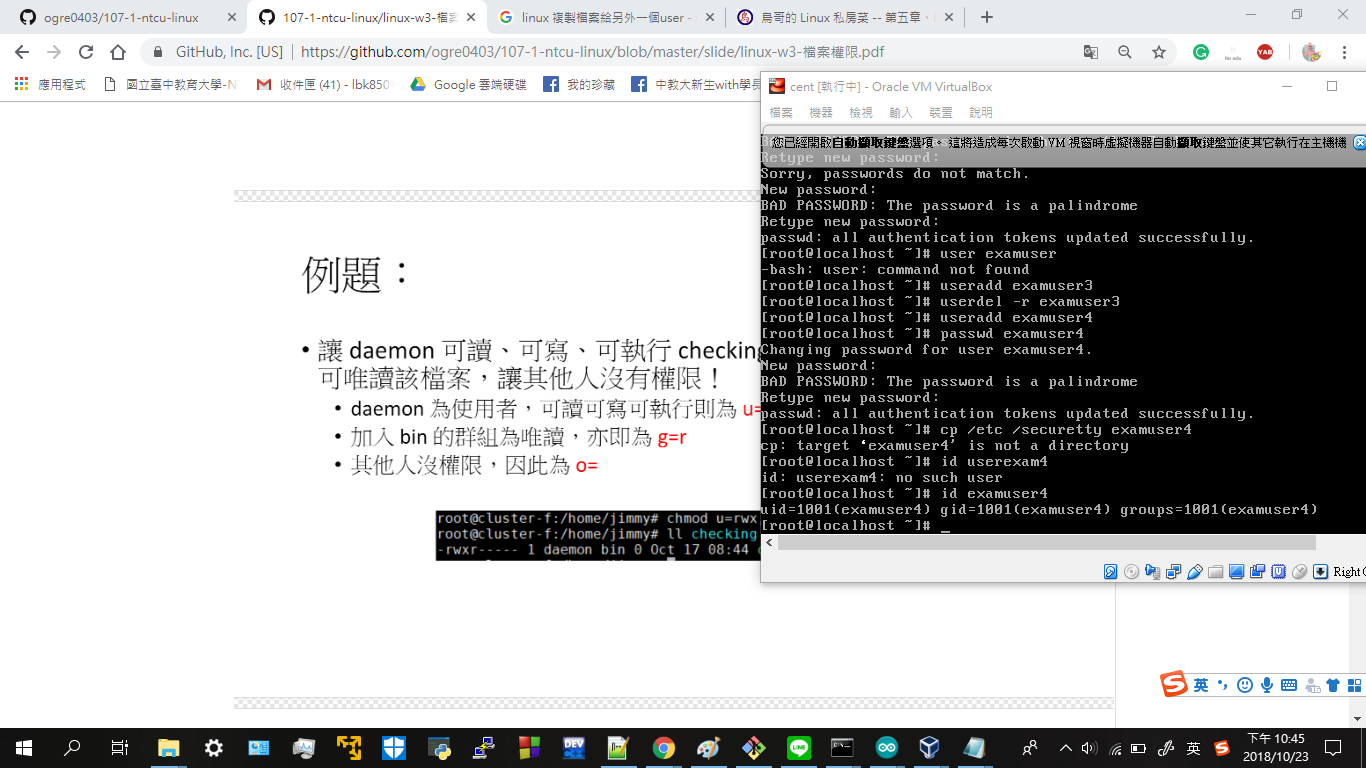 ogre0403/107-1-ntcu-linux
107-1-ntcu-linux/linux-w3-檔案
linux 複製檔案給另外一個user -
鳥哥的 Linux 私房菜 -- 第五章、
GitHub, Inc. [US]
https://github.com/ogre0403/107-1-ntcu-linux/blob/master/slide/linux-w3-檔案權限.pdf
應用程式
國立臺中教育大學-N
收件匣 (41) - lbk850
Google 雲端硬碟
我的珍藏
中教大新生with學長
例題：
• 讓 daemon 可讀、可寫、可執行 checking
可唯讀該檔案，讓其他人沒有權限！
• daemon 為使用者，可讀可寫可執行則為 u=
• 加入 bin 的群組為唯讀，亦即為 g=r
• 其他人沒權限，因此為 o=
root@cluster-f:/home/jimmy# chmod u=rwx
root@cluster-f:/home/jimmy# ll checking
-rwxr----- 1 daemon bin 0 Oct 17 08:44
cent [執行中] - Oracle VM VirtualBox
檔案 機器 檢視 輸入 裝置 說明
您已經開啟自動擷取鍵盤選項。 這將造成每次啟動 VM 視窗時虛擬機器自動擷取鍵盤並使其它執行在主機機
Retype new password:
Sorry, passwords do not match.
New password:
BAD PASSWORD: The password is a palindrome
Retype new password:
passwd: all authentication tokens updated successfully.
[root@localhost ~]# user examuser
-bash: user: command not found
[root@localhost ~]# useradd examuser3
[root@localhost ~]# userdel -r examuser3
[root@localhost ~]# useradd examuser4
[root@localhost ~]# passwd examuser4
Changing password for user examuser4.
New password:
BAD PASSWORD: The password is a palindrome
Retype new password:
passwd: all authentication tokens updated successfully.
[root@localhost ~]# cp /etc /securetty examuser4
cp: target ‘examuser4’ is not a directory
[root@localhost ~]# id userexam4
id: userexam4: no such user
[root@localhost ~]# id examuser4
uid=1001(examuser4) gid=1001(examuser4) groups=1001(examuser4)
[root@localhost ~]# _
Right C
英
英
下午 10:45
2018/10/23